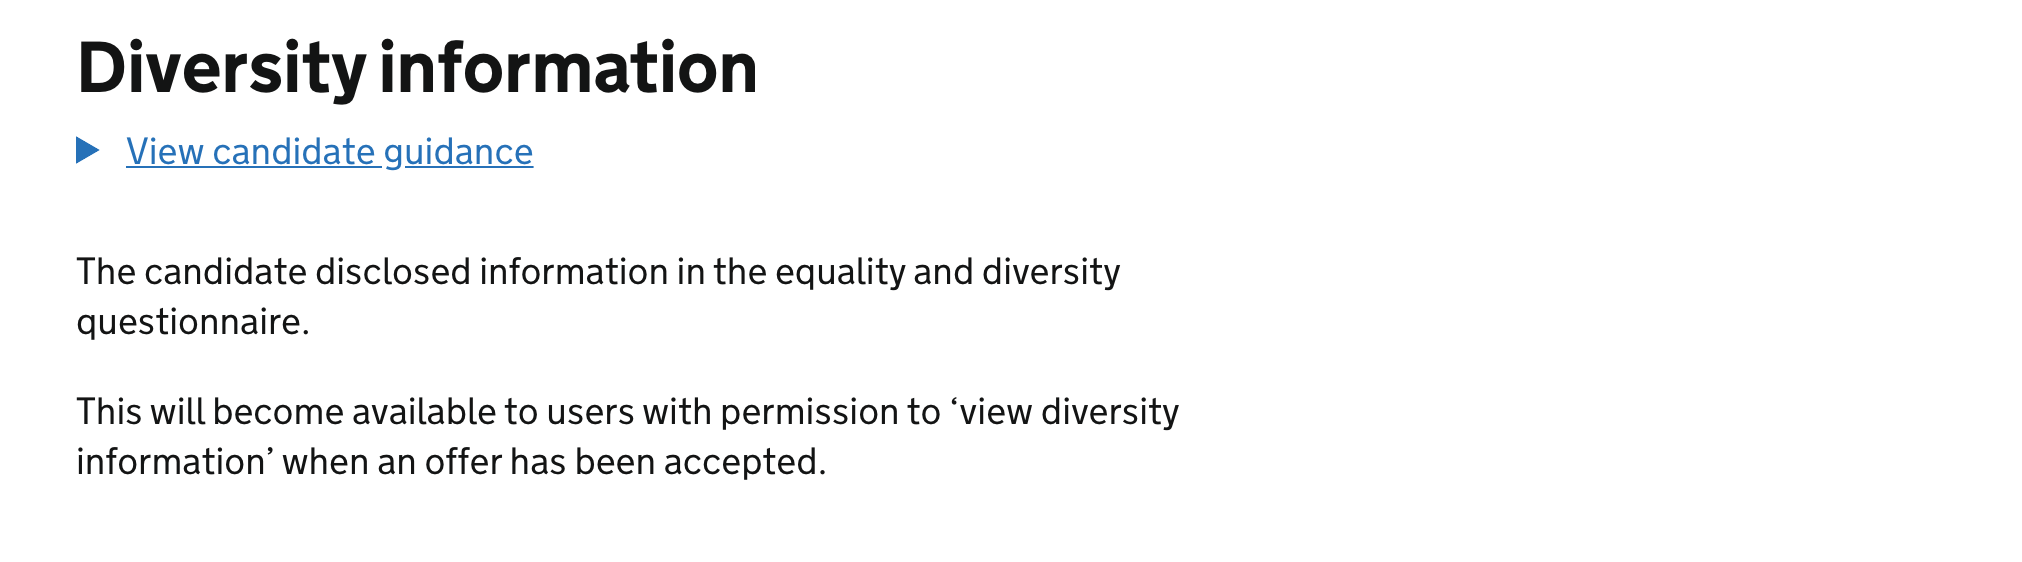 Diversity information
View candidate guidance
The candidate disclosed information in the equality and diversity
questionnaire.
This will become available to users with permission to ‘view diversity
information’ when an offer has been accepted.